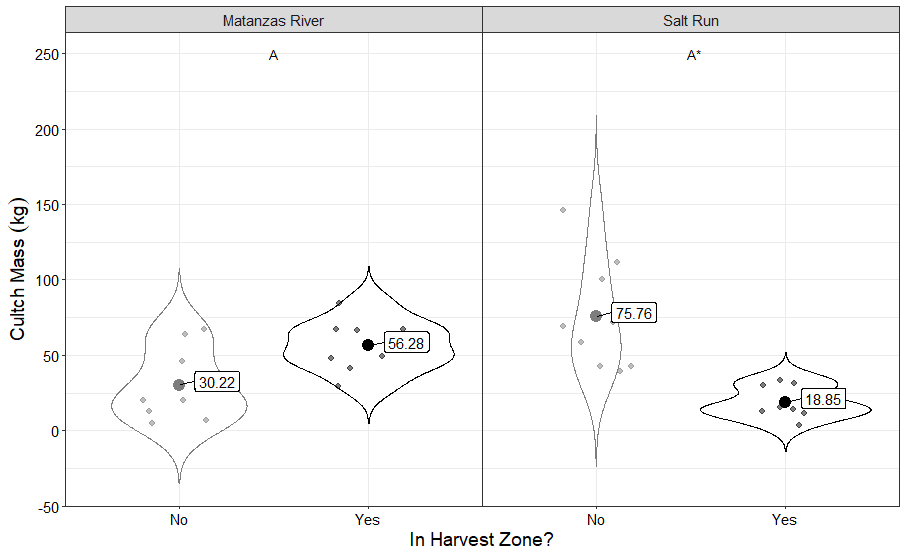 Matanzas River
Salt Run
A
A*
Cultch Mass (kg)
250
200
150
100
50
0
-50
30.22
56.28
75.76
18.85
No
Yes
No
Yes
In Harvest Zone?